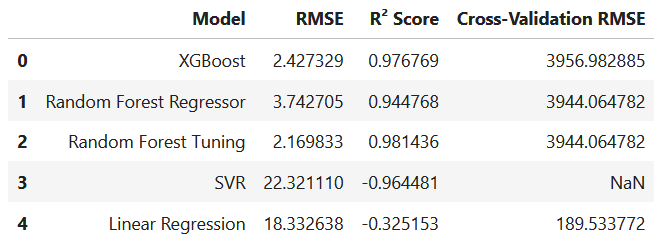 Model RMSE R² Score Cross-Validation RMSE
0 XGBoost 2.427329 0.976769 3956.982885
1 Random Forest Regressor 3.742705 0.944768 3944.064782
2 Random Forest Tuning 2.169833 0.981436 3944.064782
3 SVR 22.321110 -0.964481 NaN
4 Linear Regression 18.332638 -0.325153 189.533772